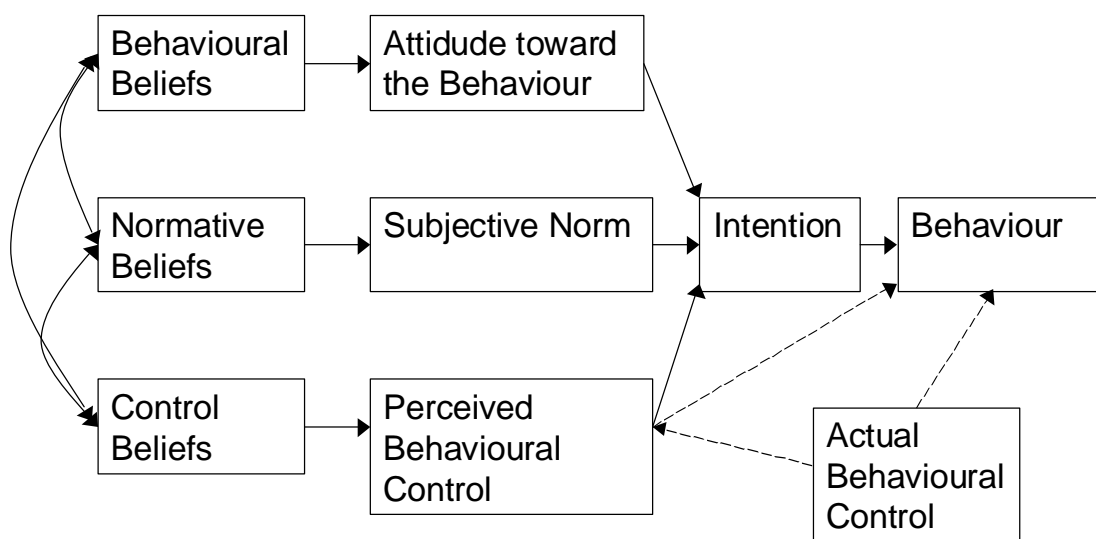 Behavioural
Beliefs
Attidude toward
the Behaviour
Normative
Beliefs
Subjective Norm
Intention
Behaviour
Control
Beliefs
Perceived
Behavioural
Control
Actual
Behavioural
Control